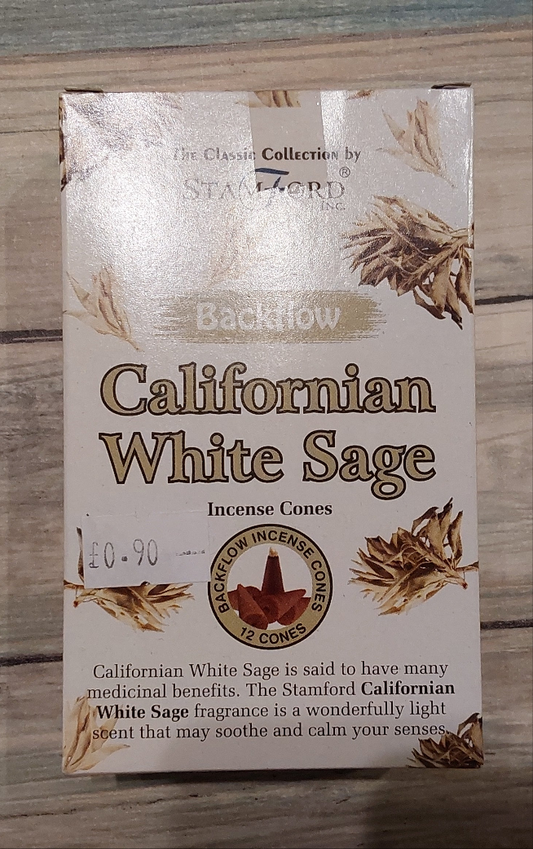 The Classic Collection by
STAMFORD®
INC.
Backflow
Californian
White Sage
Incense Cones
£0.90
BACKFLOW INCENSE CONES
12 CONES
Californian White Sage is said to have many
medicinal benefits. The Stamford Californian
White Sage fragrance is a wonderfully light
scent that may soothe and calm your senses.